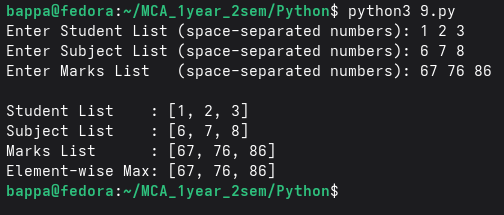 bappa@fedora:~/MCA_1year_2sem/Python$ python3 9.py
Enter Student List (space-separated numbers): 1 2 3
Enter Subject List (space-separated numbers): 6 7 8
Enter Marks List   (space-separated numbers): 67 76 86

Student List    : [1, 2, 3]
Subject List    : [6, 7, 8]
Marks List      : [67, 76, 86]
Element-wise Max: [67, 76, 86]
bappa@fedora:~/MCA_1year_2sem/Python$